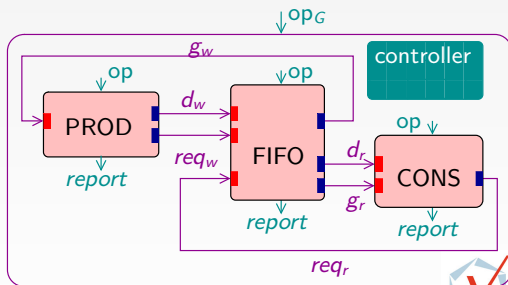 op_G
g_w
controller
op
op
d_w
PROD
req_w
FIFO
op
d_r
CONS
g_r
report
report
report
req_r